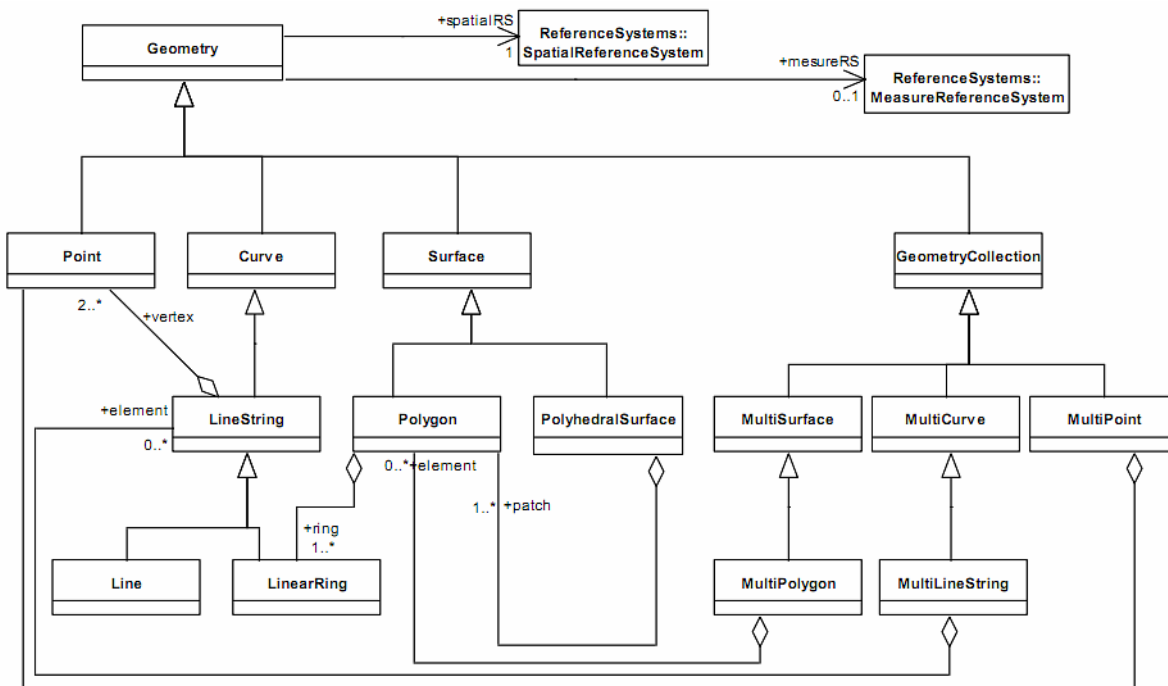 Geometry
+spatialRS
1
ReferenceSystems::
SpatialReferenceSystem
+mesureRS
0..1
ReferenceSystems::
MeasureReferenceSystem
Point
Curve
Surface
GeometryCollection
2..*
+vertex
+element
0..*
LineString
Polygon
PolyhedralSurface
MultiSurface
MultiCurve
MultiPoint
0..*
+element
1..*
+patch
+ring
1..*
Line
LinearRing
MultiPolygon
MultiLineString